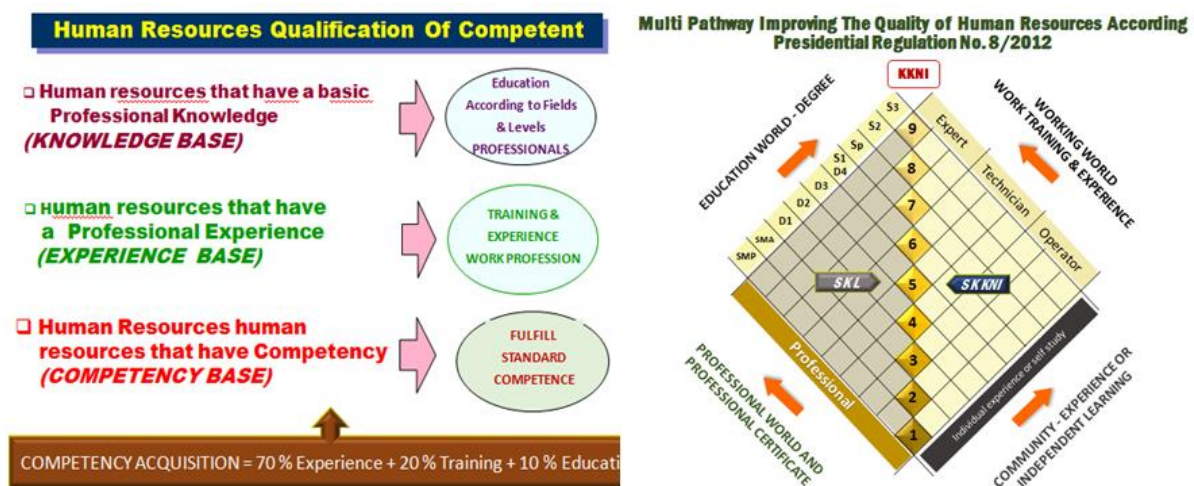 Human Resources Qualification Of Competent
Human resources that have a basic
Professional Knowledge
(KNOWLEDGE BASE)
Education
According to Fields
& Levels
PROFESSIONALS
Human resources that have
a Professional Experience
(EXPERIENCE BASE)
TRAINING &
EXPERIENCE
WORK PROFESSION
Human Resources human
resources that have Competency
(COMPETENCY BASE)
FULFILL
STANDARD
COMPETENCE
COMPETENCY ACQUISITION = 70 % Experience + 20 % Training + 10 % Educati
Multi Pathway Improving The Quality of Human Resources According
Presidential Regulation No. 8/2012
KKNI
EDUCATION WORLD - DEGREE
WORKING WORLD
WORK TRAINING & EXPERIENCE
S3
S2
Sp
S1
D4
D3
D2
D1
SMA
SMP
Expert
Technician
Operator
9
8
7
6
5
4
3
2
1
SKL
SKKNI
Professional
Individual experience or self study
PROFESSIONAL WORLD AND
PROFESSIONAL CERTIFICATE
COMMUNITY - EXPERIENCE OR
INDEPENDENT LEARNING